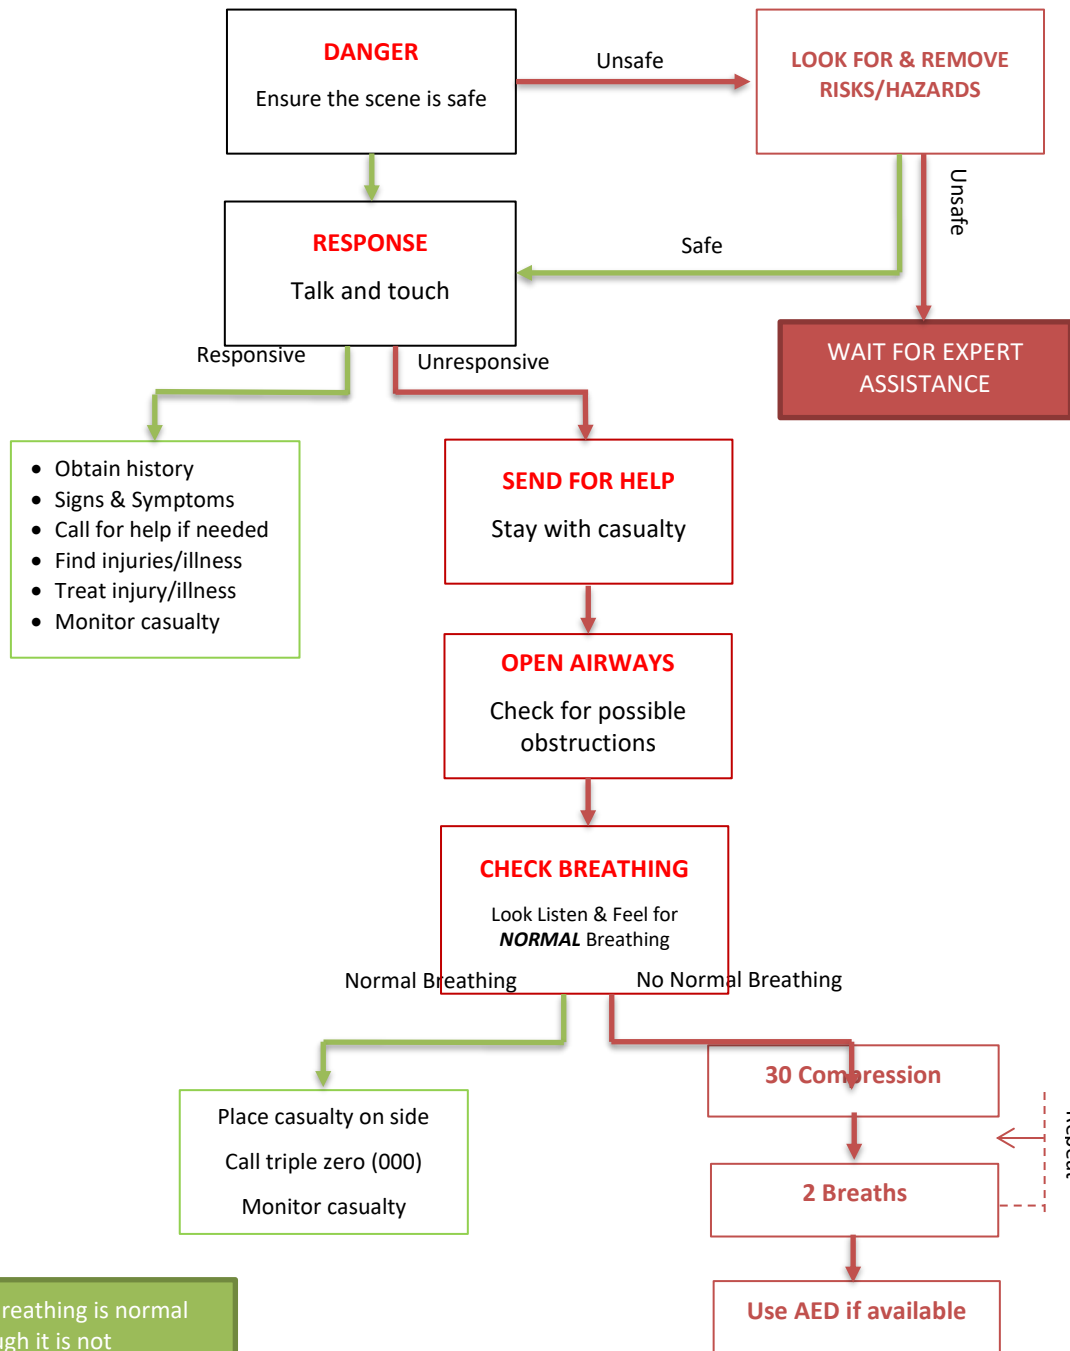 DANGER
Ensure the scene is safe
Unsafe
LOOK FOR & REMOVE
RISKS/HAZARDS
Unsafe
Safe
RESPONSE
Talk and touch
WAIT FOR EXPERT
ASSISTANCE
Responsive
Unresponsive
• Obtain history
• Signs & Symptoms
• Call for help if needed
• Find injuries/illness
• Treat injury/illness
• Monitor casualty
SEND FOR HELP
Stay with casualty
OPEN AIRWAYS
Check for possible
obstructions
CHECK BREATHING
Look Listen & Feel for
NORMAL Breathing
Normal Breathing
No Normal Breathing
Place casualty on side
Call triple zero (000)
Monitor casualty
30 Compression
Repeat
2 Breaths
Use AED if available
reathing is normal
ugh it is not